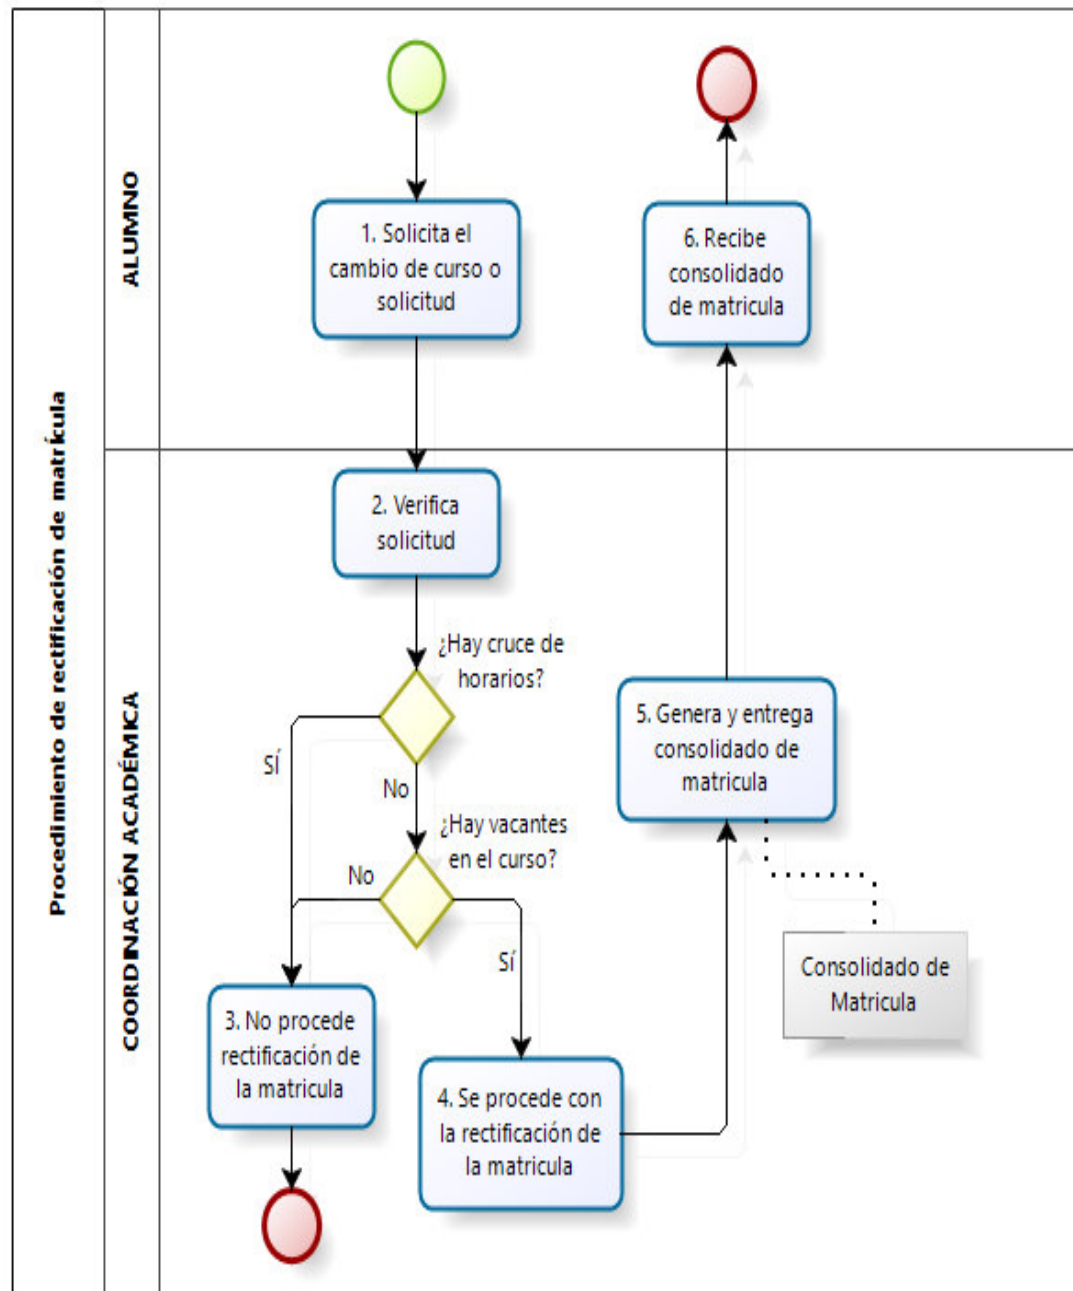 Procedimiento de rectificación de matrícula
ALUMNO
1. Solicita el
cambio de curso o
solicitud
6. Recibe
consolidado
de matricula
COORDINACIÓN ACADÉMICA
2. Verifica
solicitud
¿Hay cruce de
horarios?
Sí
No
¿Hay vacantes
en el curso?
No
Sí
3. No procede
rectificación de
la matricula
4. Se procede con
la rectificación de
la matricula
5. Genera y entrega
consolidado de
matricula
Consolidado de
Matricula